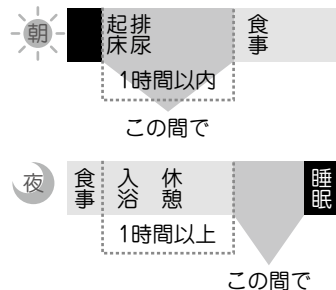 朝
起床
排尿
食事
1時間以内
この間で
夜
食事
入浴
休憩
睡眠
1時間以上
この間で